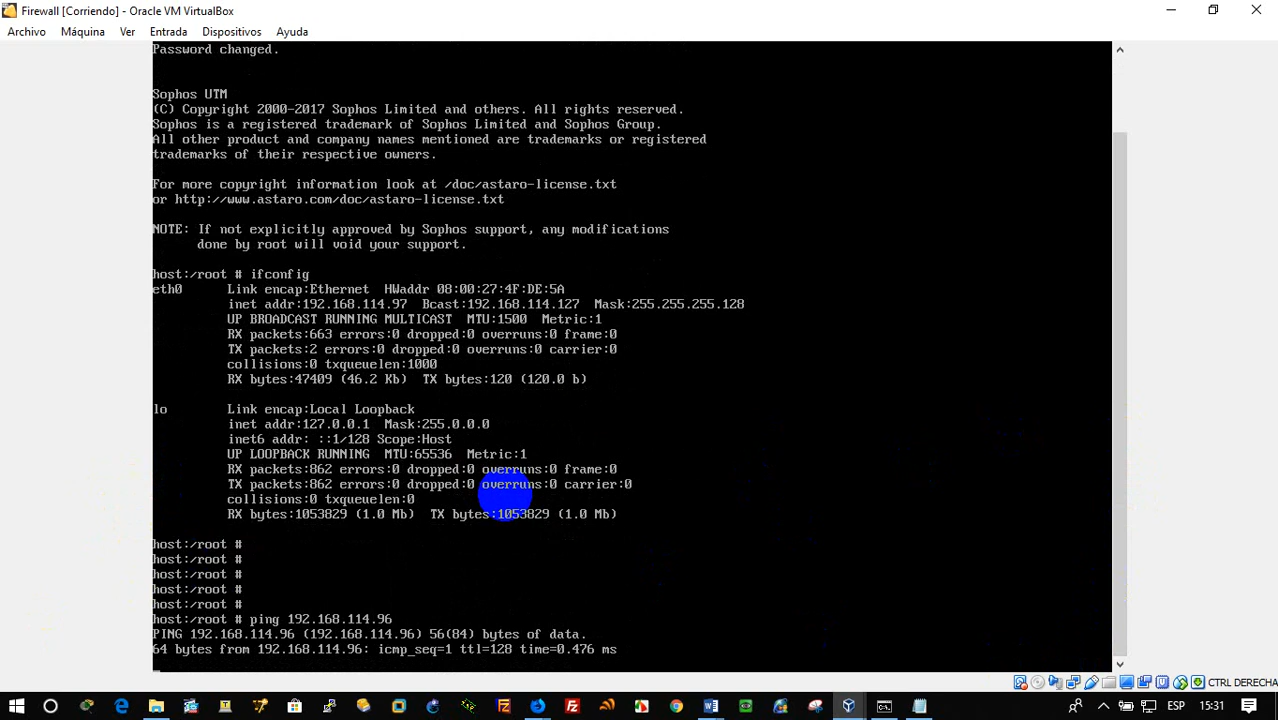 Firewall [Corriendo] - Oracle VM VirtualBox
Archivo Máquina Ver Entrada Dispositivos Ayuda
Password changed.
Sophos UTM
(C) Copyright 2000-2017 Sophos Limited and others. All rights reserved.
Sophos is a registered trademark of Sophos Limited and Sophos Group.
All other product and company names mentioned are trademarks or registered
trademarks of their respective owners.
For more copyright information look at /doc/astaro-license.txt
or http://www.astaro.com/doc/astaro-license.txt
NOTE: If not explicitly approved by Sophos support, any modifications
done by root will void your support.
host:/root # ifconfig
eth0 Link encap:Ethernet HWaddr 08:00:27:4F:DE:5A
inet addr:192.168.114.97 Bcast:192.168.114.127 Mask:255.255.255.128
UP BROADCAST RUNNING MULTICAST MTU:1500 Metric:1
RX packets:663 errors:0 dropped:0 overruns:0 frame:0
TX packets:2 errors:0 dropped:0 overruns:0 carrier:0
collisions:0 txqueuelen:1000
RX bytes:47409 (46.2 Kb) TX bytes:120 (120.0 b)
lo Link encap:Local Loopback
inet addr:127.0.0.1 Mask:255.0.0.0
inet6 addr: ::1/128 Scope:Host
UP LOOPBACK RUNNING MTU:65536 Metric:1
RX packets:862 errors:0 dropped:0 overruns:0 frame:0
TX packets:862 errors:0 dropped:0 overruns:0 carrier:0
collisions:0 txqueuelen:0
RX bytes:1053829 (1.0 Mb) TX bytes:1053829 (1.0 Mb)
host:/root #
host:/root #
host:/root #
host:/root #
host:/root #
host:/root # ping 192.168.114.96
PING 192.168.114.96 (192.168.114.96) 56(84) bytes of data.
64 bytes from 192.168.114.96: icmp_seq=1 ttl=128 time=0.476 ms
CTRL DERECHA
ESP 15:31